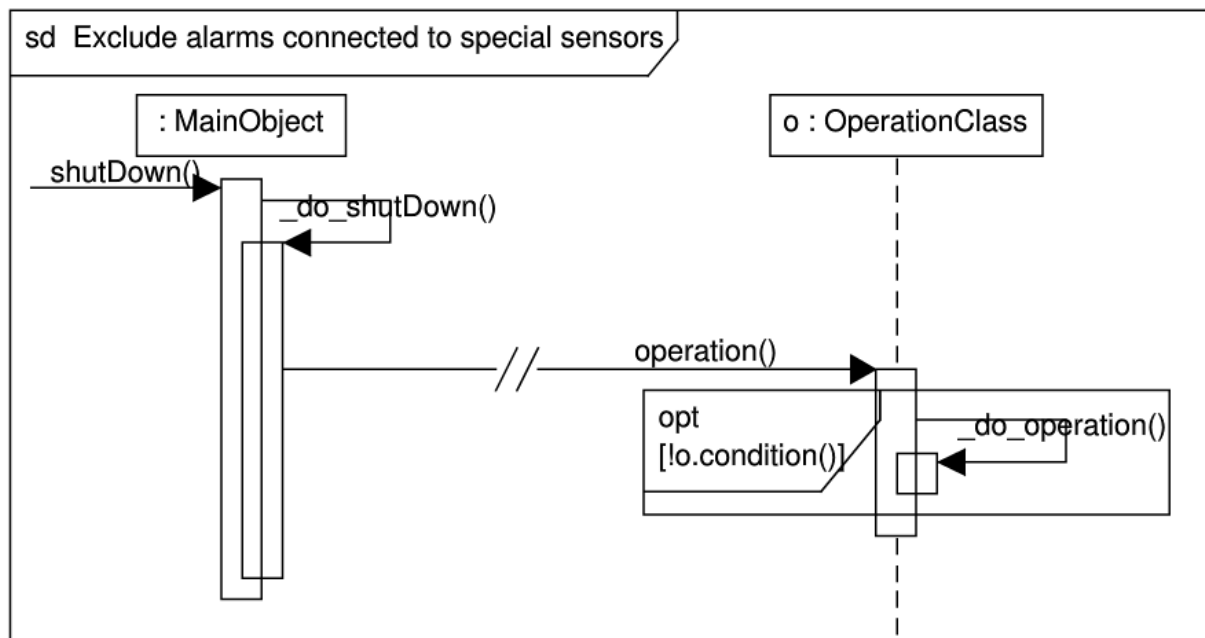 sd Exclude alarms connected to special sensors
: MainObject
o : OperationClass
shutDown()
_do_shutDown()
operation()
opt
[!o.condition()]
_do_operation()